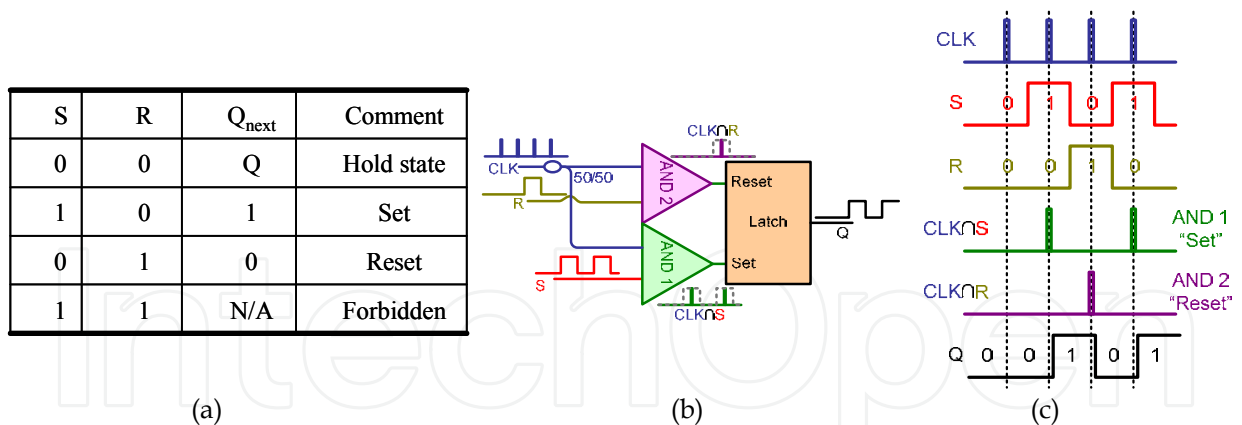 S R Qnext Comment
0 0 Q Hold state
1 0 1 Set
0 1 0 Reset
1 1 N/A Forbidden
(a)
CLK∩R
CLK
50/50
R
AND 2
Reset
Latch
Q
AND 1
Set
S
CLK∩S
(b)
CLK
S 0 1 0 1
R 0 0 1 0
CLK∩S
AND 1
“Set”
CLK∩R
AND 2
“Reset”
Q 0 0 1 0 1
(c)
IntechOpen